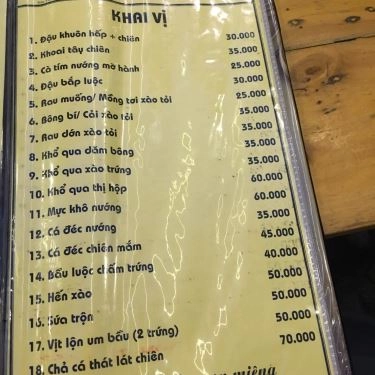 KHAI VỊ
1. Đậu khuôn hấp + chiên 30.000
2. Khoai tây chiên 35.000
3. Cà tím nướng mỡ hành 25.000
4. Đậu bắp luộc 30.000
5. Rau muống/ Mồng tơi xào tỏi 25.000
6. Bông bí/ Cải xào tỏi 35.000
7. Rau dớn xào tỏi 35.000
8. Khổ qua dăm bông 35.000
9. Khổ qua xào trứng 35.000
10. Khổ qua thị hộp 60.000
11. Mực khô nướng 60.000
12. Cá đéc nướng 35.000
13. Cá đéc chiên mắm 45.000
14. Bầu luộc chấm trứng 40.000
15. Hến xào 50.000
16. Sứa trộn 50.000
17. Vịt lộn um bầu (2 trứng) 50.000
18. Chả cá thát lát chiên 70.000
miệng